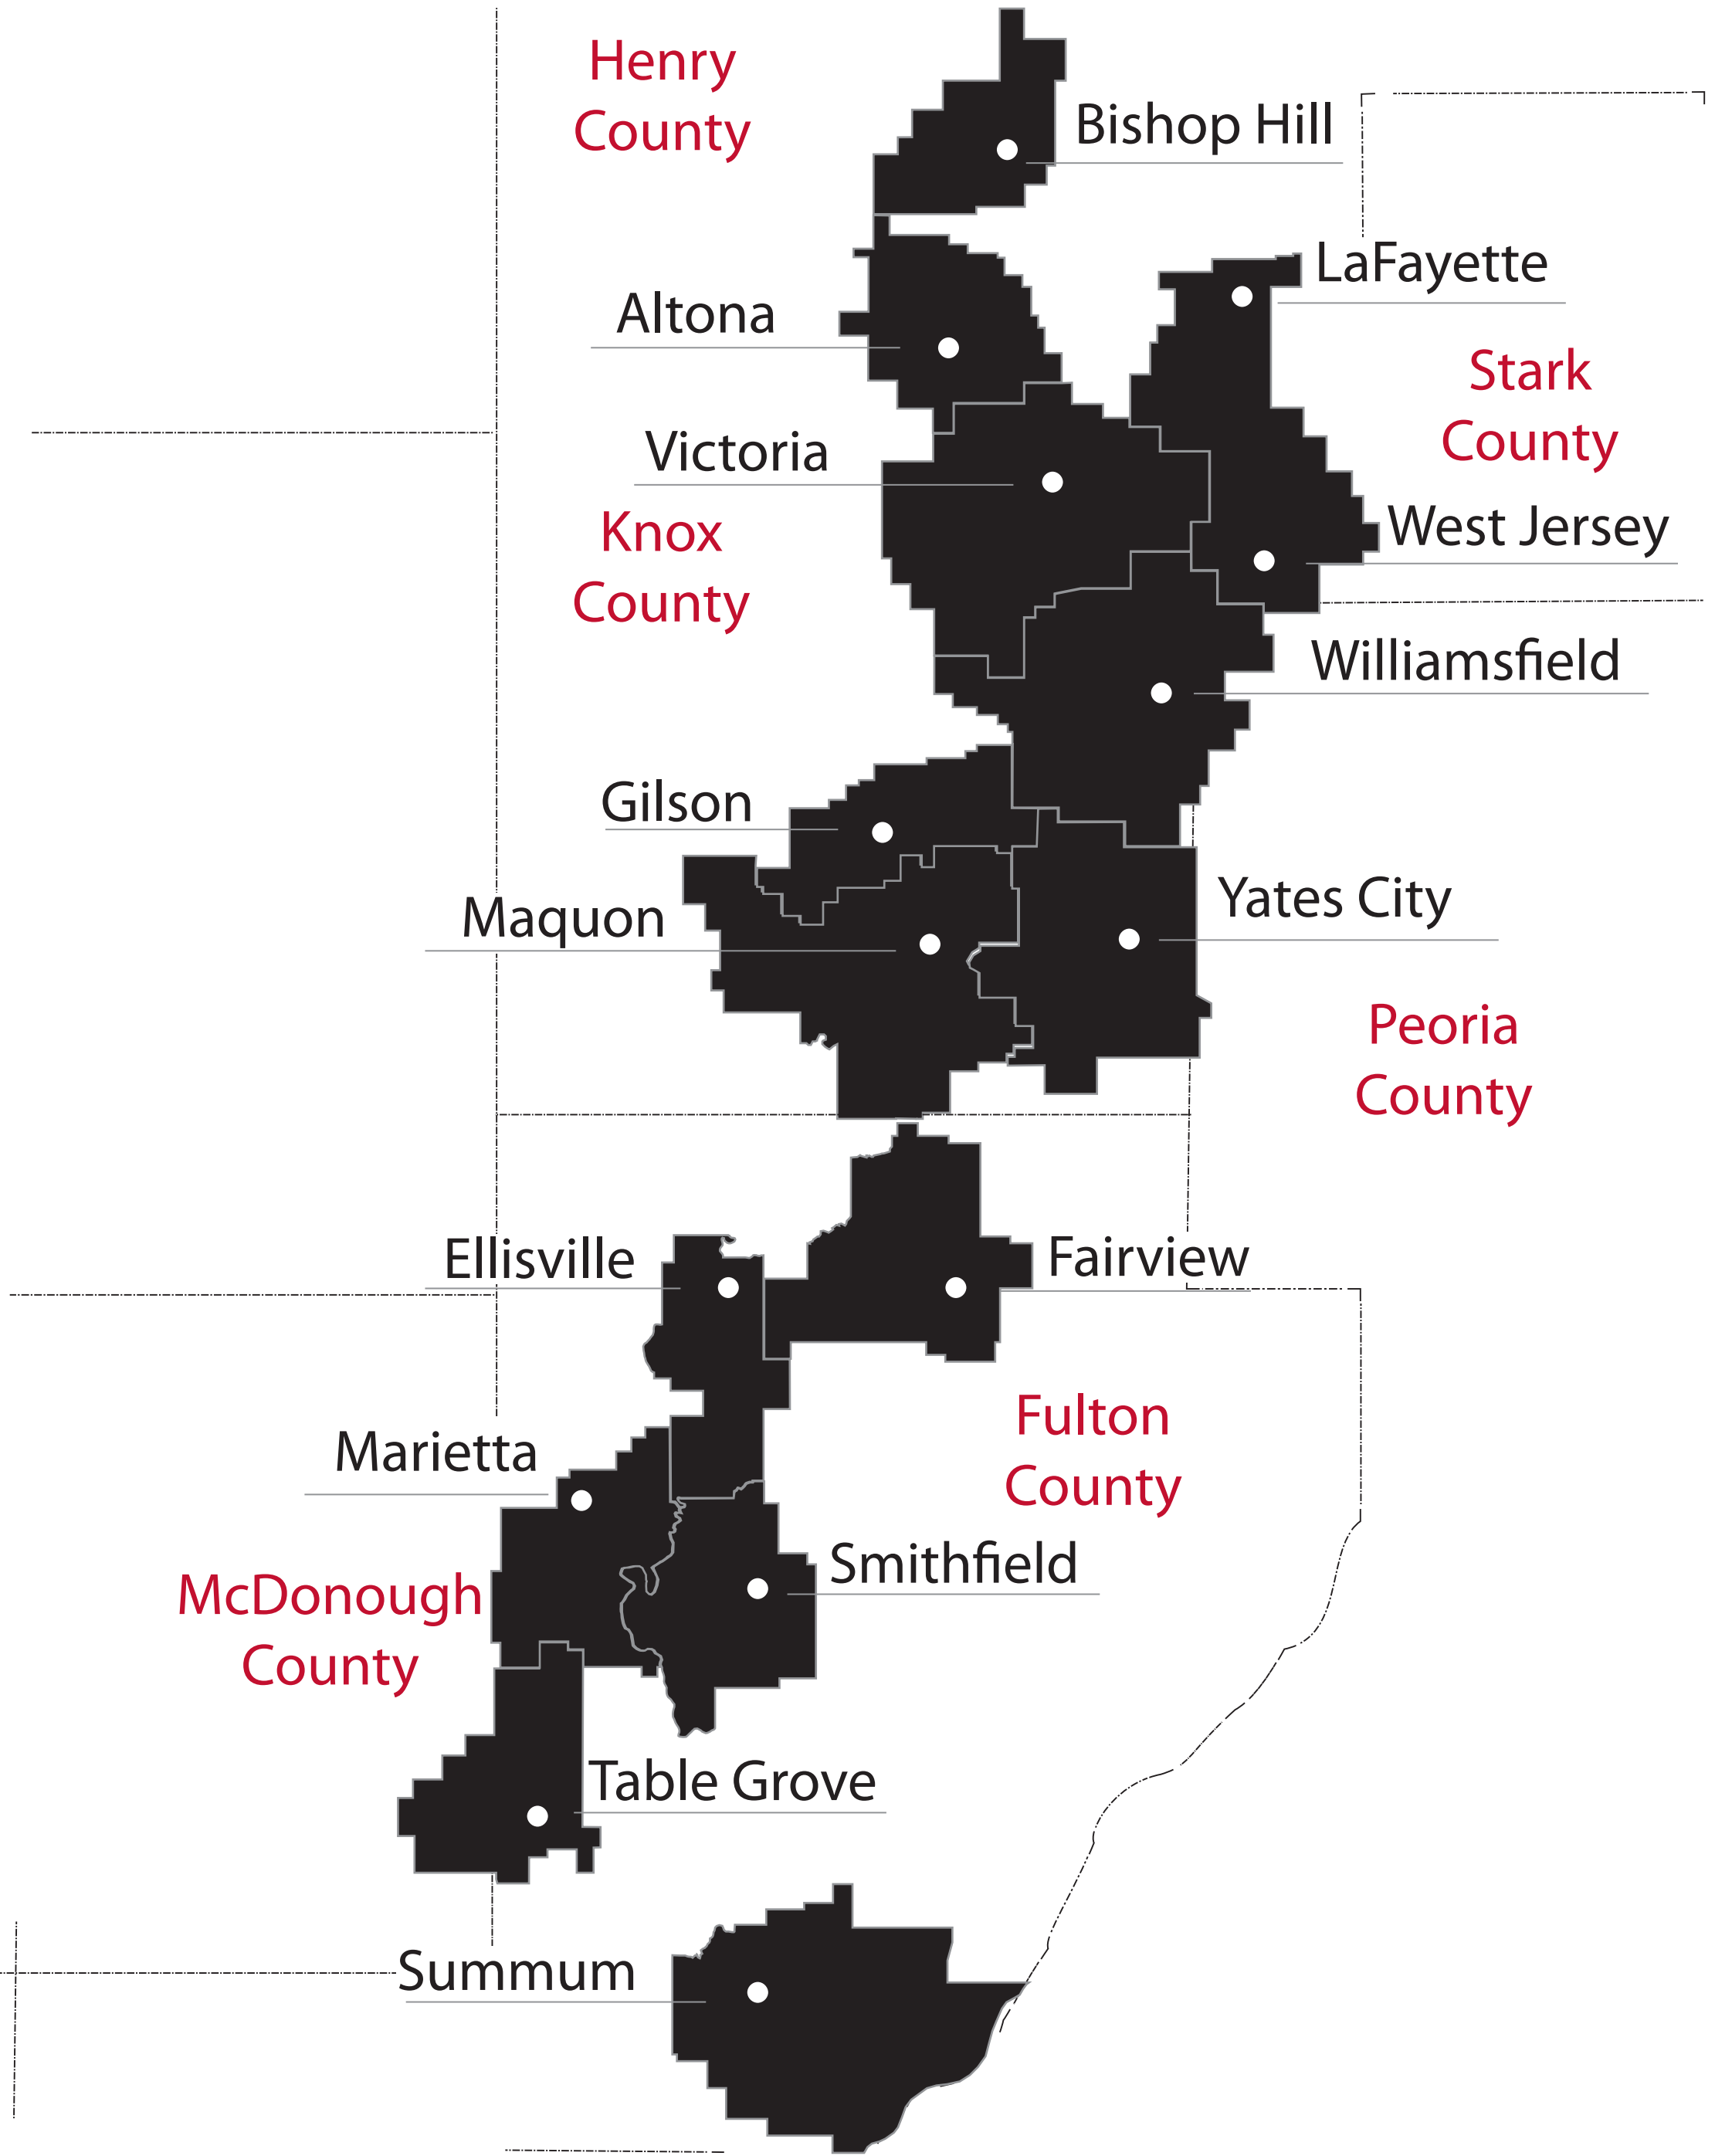 Henry
County
Bishop Hill
LaFayette
Altona
Stark
County
Victoria
West Jersey
Knox
County
Williamsfield
Gilson
Yates City
Maquon
Peoria
County
Ellisville
Fairview
Fulton
County
Marietta
Smithfield
McDonough
County
Table Grove
Summum